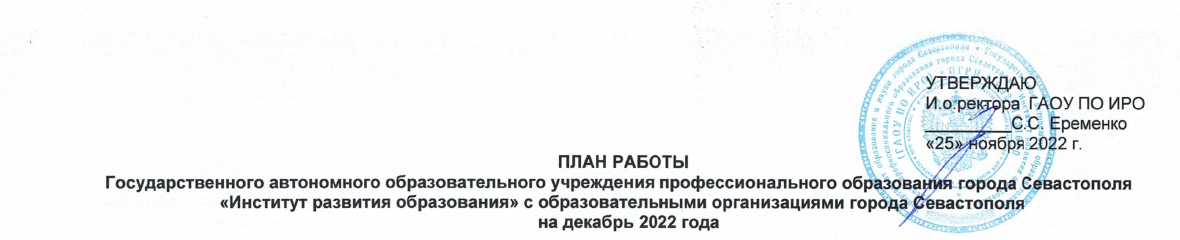 УТВЕРЖДАЮ
И.о.ректора ГАОУ ПО ИРО
С.С. Еременко
«25» ноября 2022 г.
ПЛАН РАБОТЫ
Государственного автономного образовательного учреждения профессионального образования города Севастополя
«Институт развития образования» с образовательными организациями города Севастополя
на декабрь 2022 года